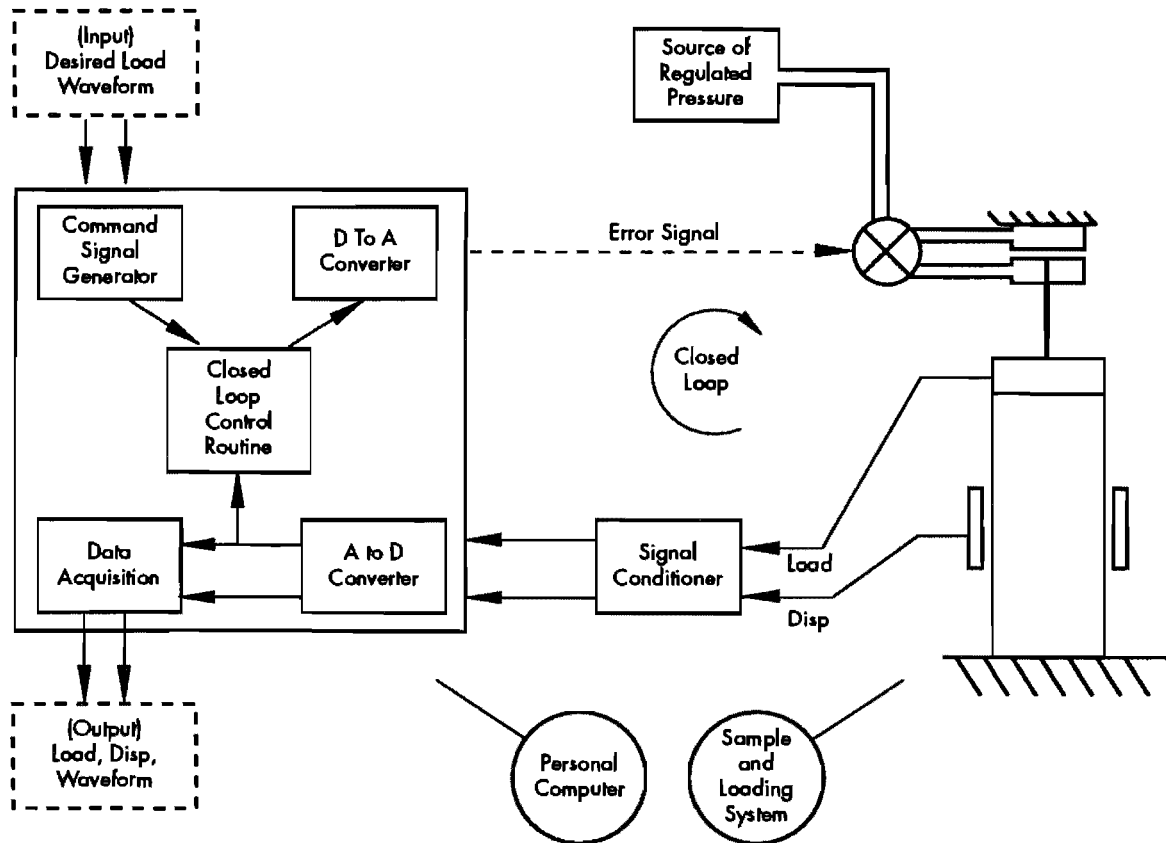 (Input)
Desired Load
Waveform
Source of
Regulated
Pressure
Command
Signal
Generator
D To A
Converter
Error Signal
Closed
Loop
Control
Routine
Closed
Loop
Data
Acquisition
A to D
Converter
Signal
Conditioner
Load
Disp
(Output)
Load, Disp,
Waveform
Personal
Computer
Sample
and
Loading
System